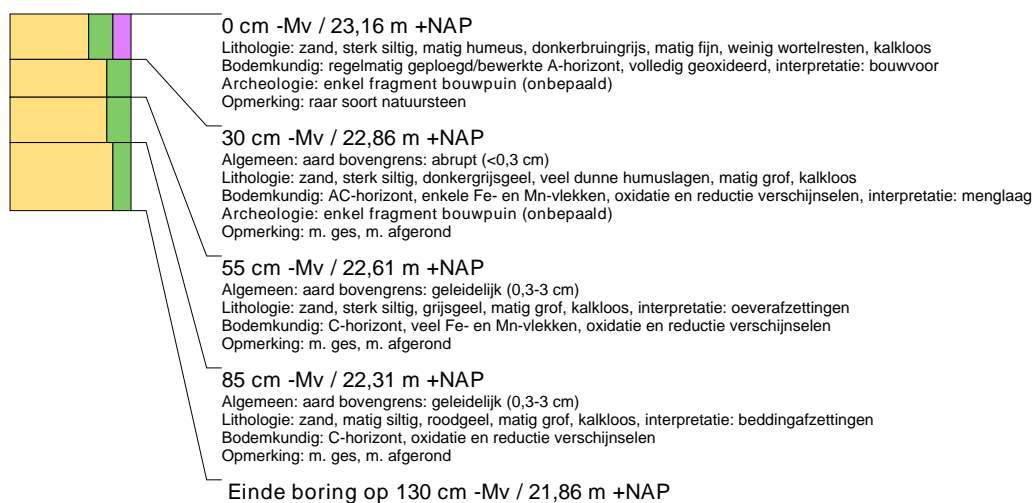 0 cm -Mv / 23,16 m +NAP
Lithologie: zand, sterk siltig, matig humeus, donkerbruingrijs, matig fijn, weinig wortelresten, kalkloos
Bodemkundig: regelmatig geploegd/bewerkte A-horizont, volledig geoxideerd, interpretatie: bouwvoor
Archeologie: enkel fragment bouwpuin (onbepaald)
Opmerking: raar soort natuursteen
30 cm -Mv / 22,86 m +NAP
Algemeen: aard bovengrens: abrupt (<0,3 cm)
Lithologie: zand, sterk siltig, donkergrijsgeel, veel dunne humuslagen, matig grof, kalkloos
Bodemkundig: AC-horizont, enkele Fe- en Mn-vlekken, oxidatie en reductie verschijnselen, interpretatie: menglaag
Archeologie: enkel fragment bouwpuin (onbepaald)
Opmerking: m. ges, m. afgerond
55 cm -Mv / 22,61 m +NAP
Algemeen: aard bovengrens: geleidelijk (0,3-3 cm)
Lithologie: zand, sterk siltig, grijsgeel, matig grof, kalkloos, interpretatie: oeverafzettingen
Bodemkundig: C-horizont, veel Fe- en Mn-vlekken, oxidatie en reductie verschijnselen
Opmerking: m. ges, m. afgerond
85 cm -Mv / 22,31 m +NAP
Algemeen: aard bovengrens: geleidelijk (0,3-3 cm)
Lithologie: zand, matig siltig, roodgeel, matig grof, kalkloos, interpretatie: beddingafzettingen
Bodemkundig: C-horizont, oxidatie en reductie verschijnselen
Opmerking: m. ges, m. afgerond
Einde boring op 130 cm -Mv / 21,86 m +NAP